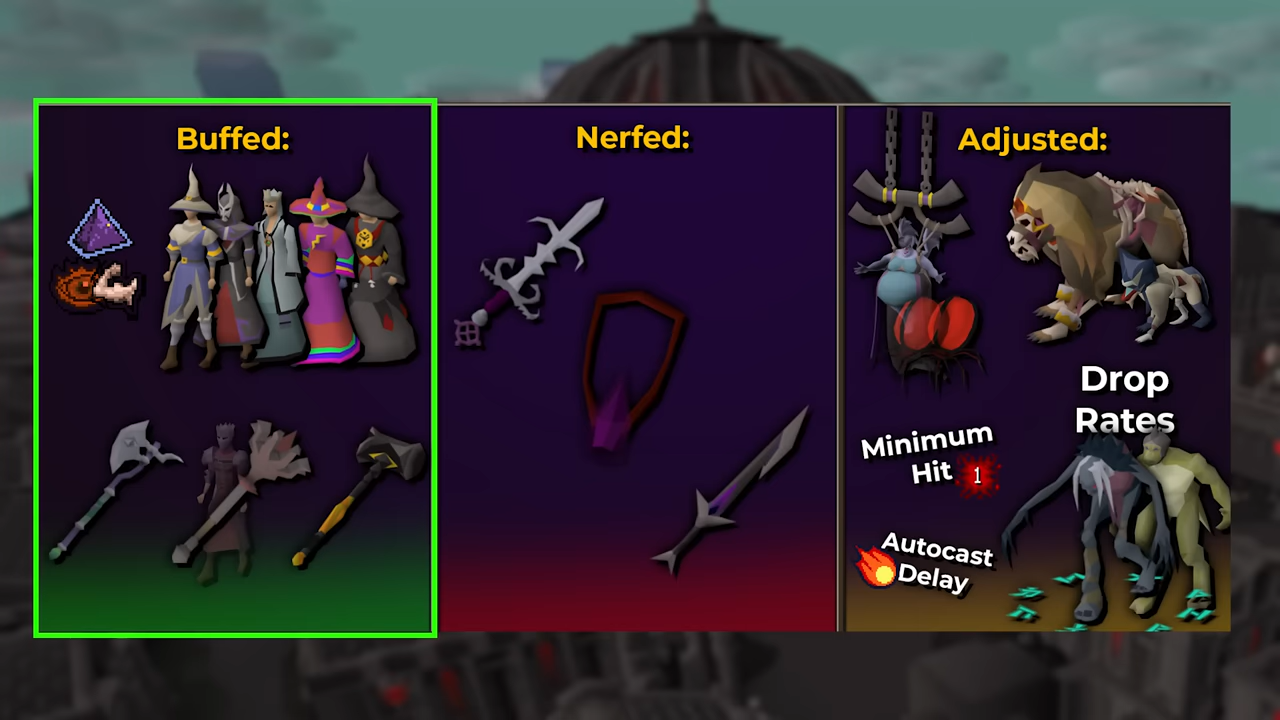 Buffed:
Nerfed:
Adjusted:
Drop
Rates
Minimum
Hit 1
Autocast
Delay